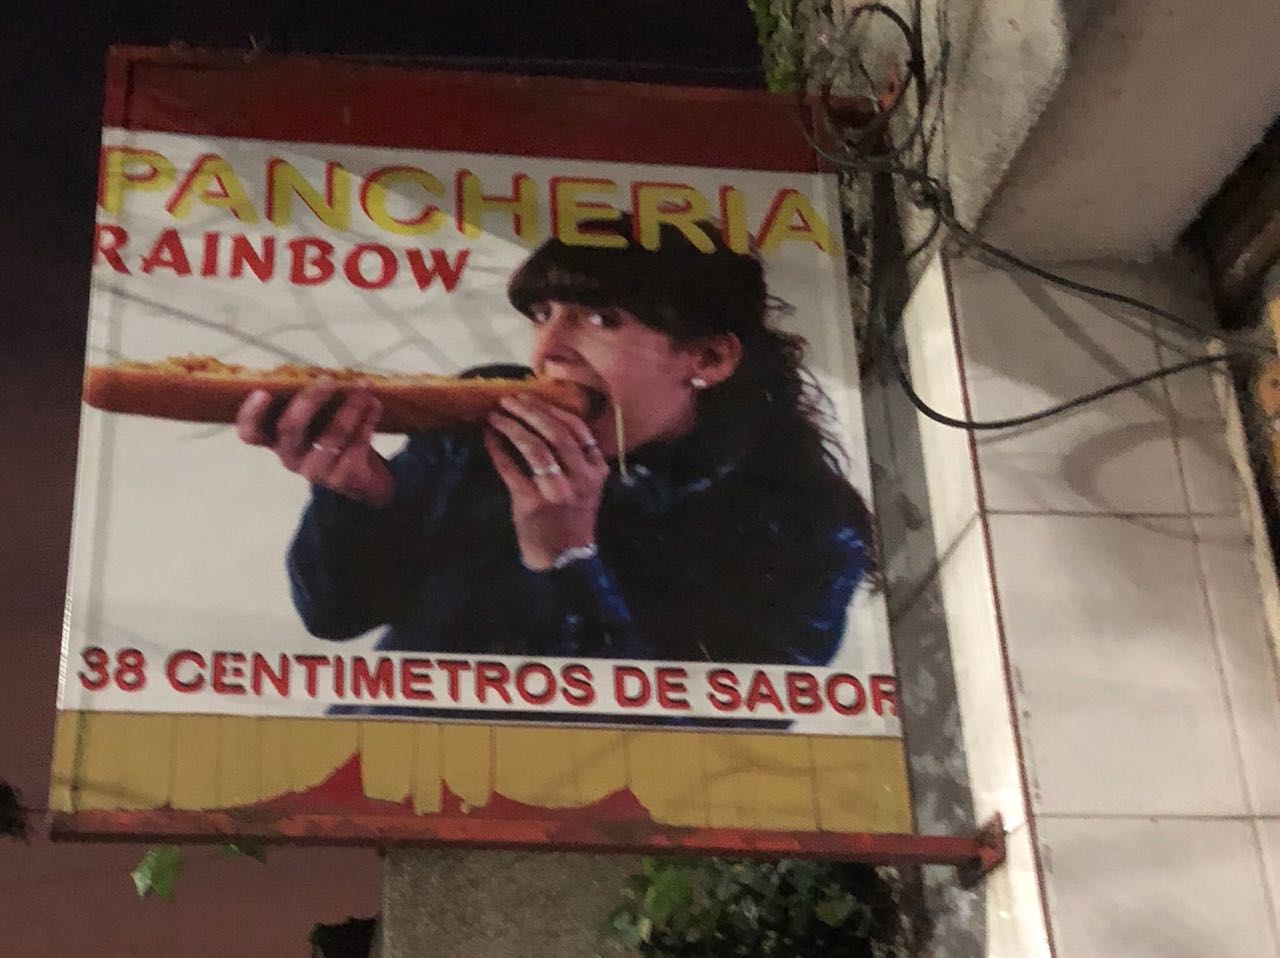 PANCHERIA
RAINBOW
38 CENTIMETROS DE SABOR